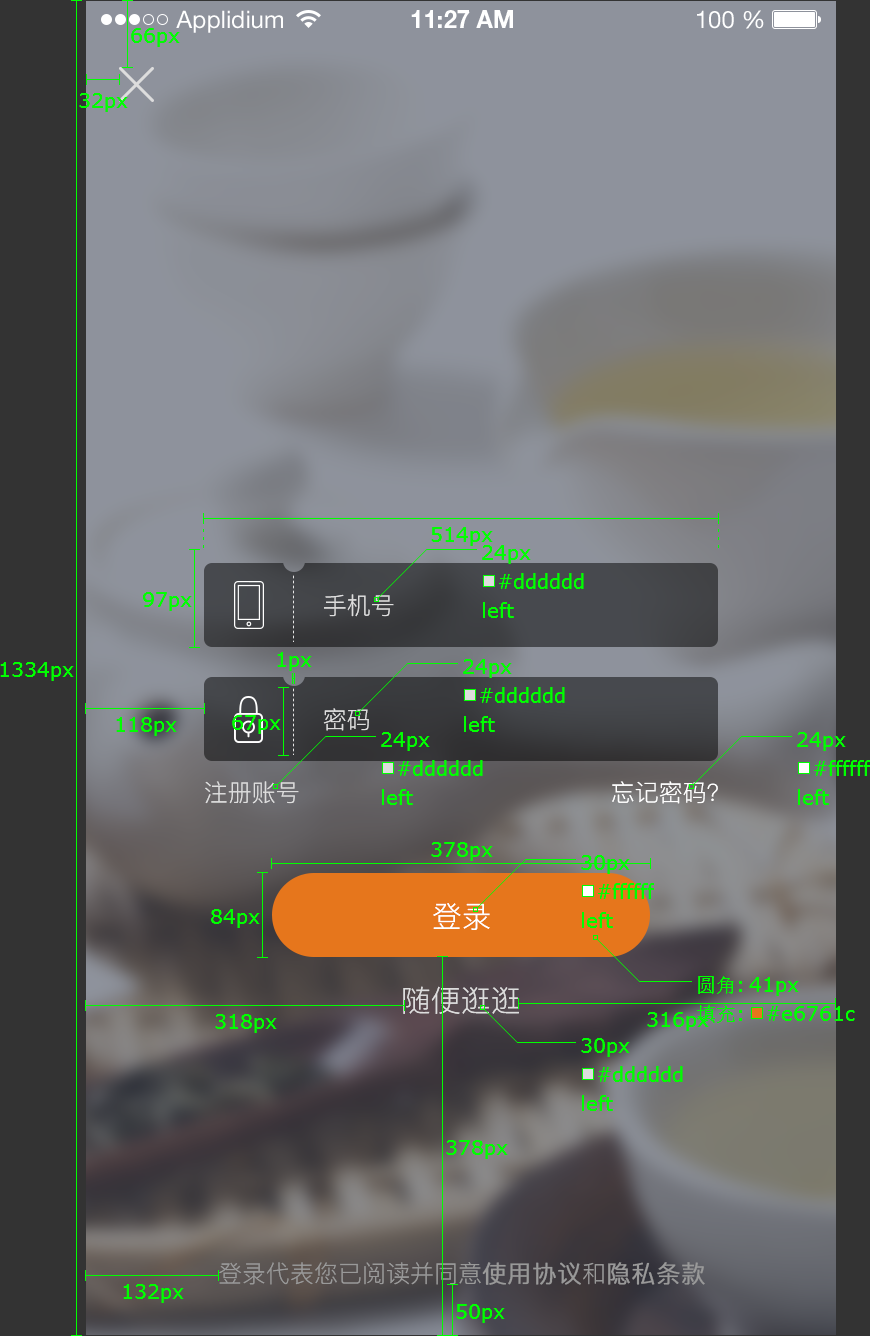 Applidium 11:27 AM 100 %
66px
32px
514px
24px
#dddddd
left
97px
手机号
1px
24px
#dddddd
left
1334px
118px
67px
密码
24px
#dddddd
left
24px
#ffffff
left
注册账号
忘记密码?
378px
30px
#ffffff
left
84px
登录
圆角: 41px
填充: #e6761c
随便逛逛
318px
316px
30px
#dddddd
left
378px
登录代表您已阅读并同意使用协议和隐私条款
132px
50px